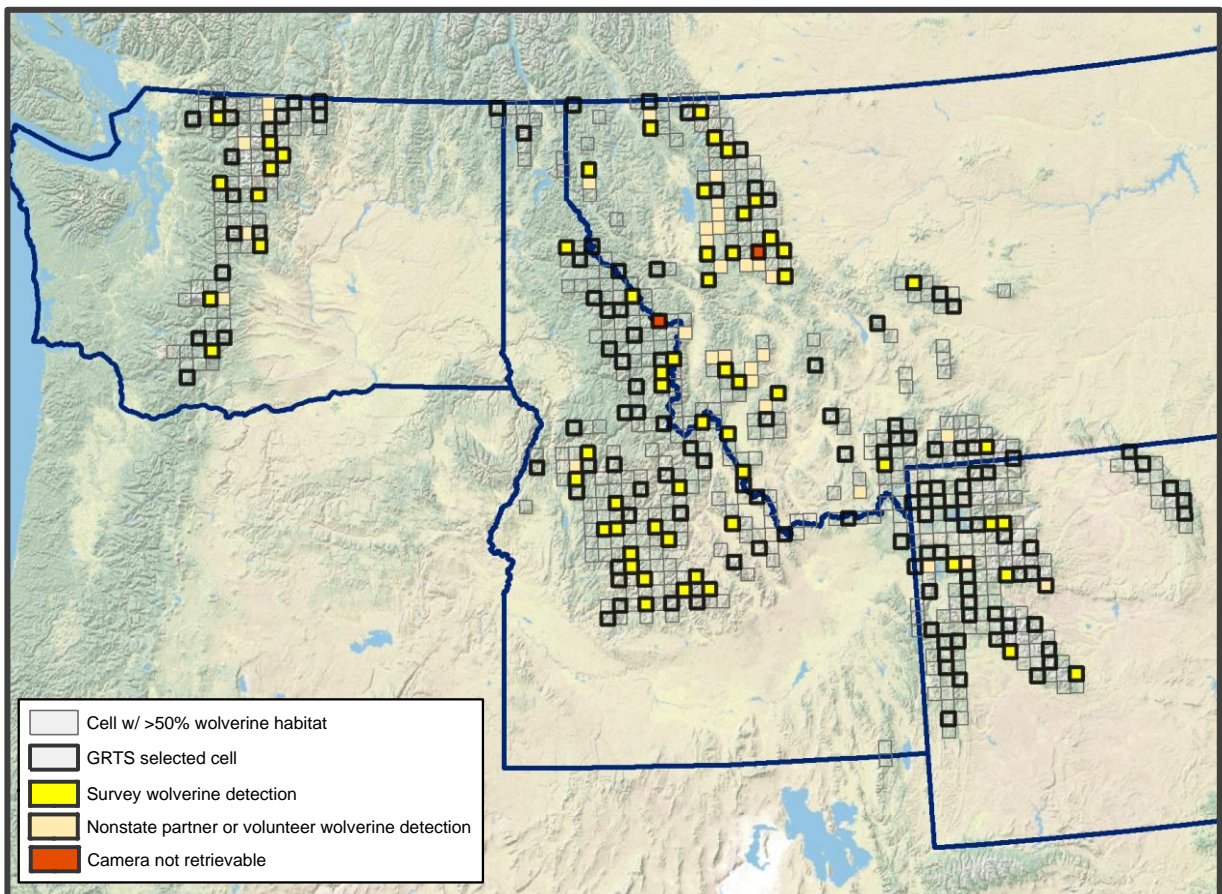 Cell w/ >50% wolverine habitat
GRTS selected cell
Survey wolverine detection
Nonstate partner or volunteer wolverine detection
Camera not retrievable